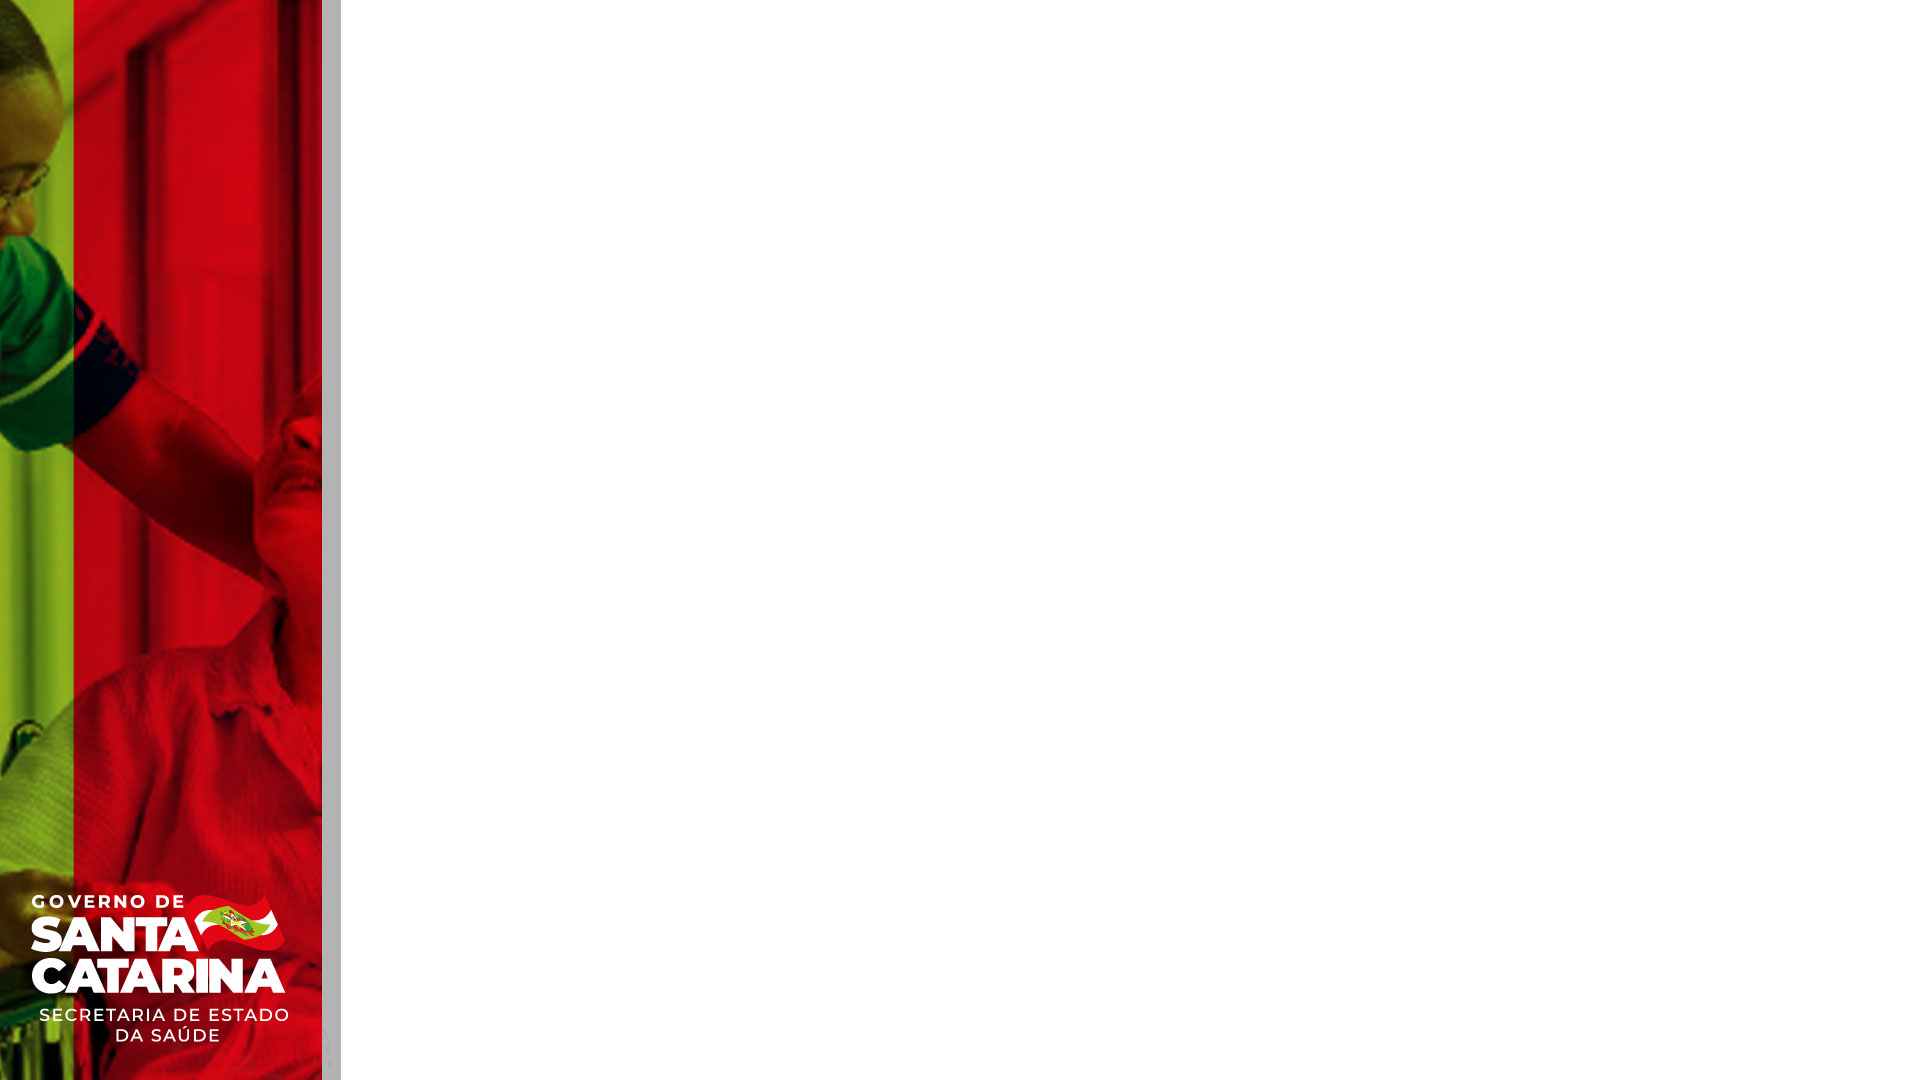 GOVERNO DE
SANTA
CATARINA
SECRETARIA DE ESTADO
DA SAÚDE